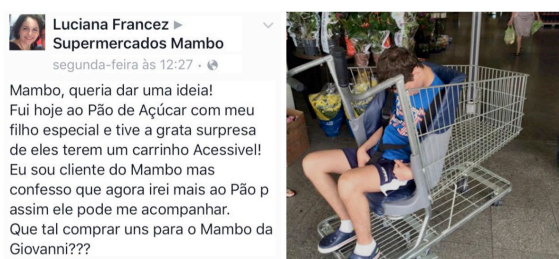 Luciana Francez ▸
Supermercados Mambo
segunda-feira às 12:27 ·
Mambo, queria dar uma ideia!
Fui hoje ao Pão de Açúcar com meu
filho especial e tive a grata surpresa
de eles terem um carrinho Acessivel!
Eu sou cliente do Mambo mas
confesso que agora irei mais ao Pão p
assim ele pode me acompanhar.
Que tal comprar uns para o Mambo da
Giovanni???